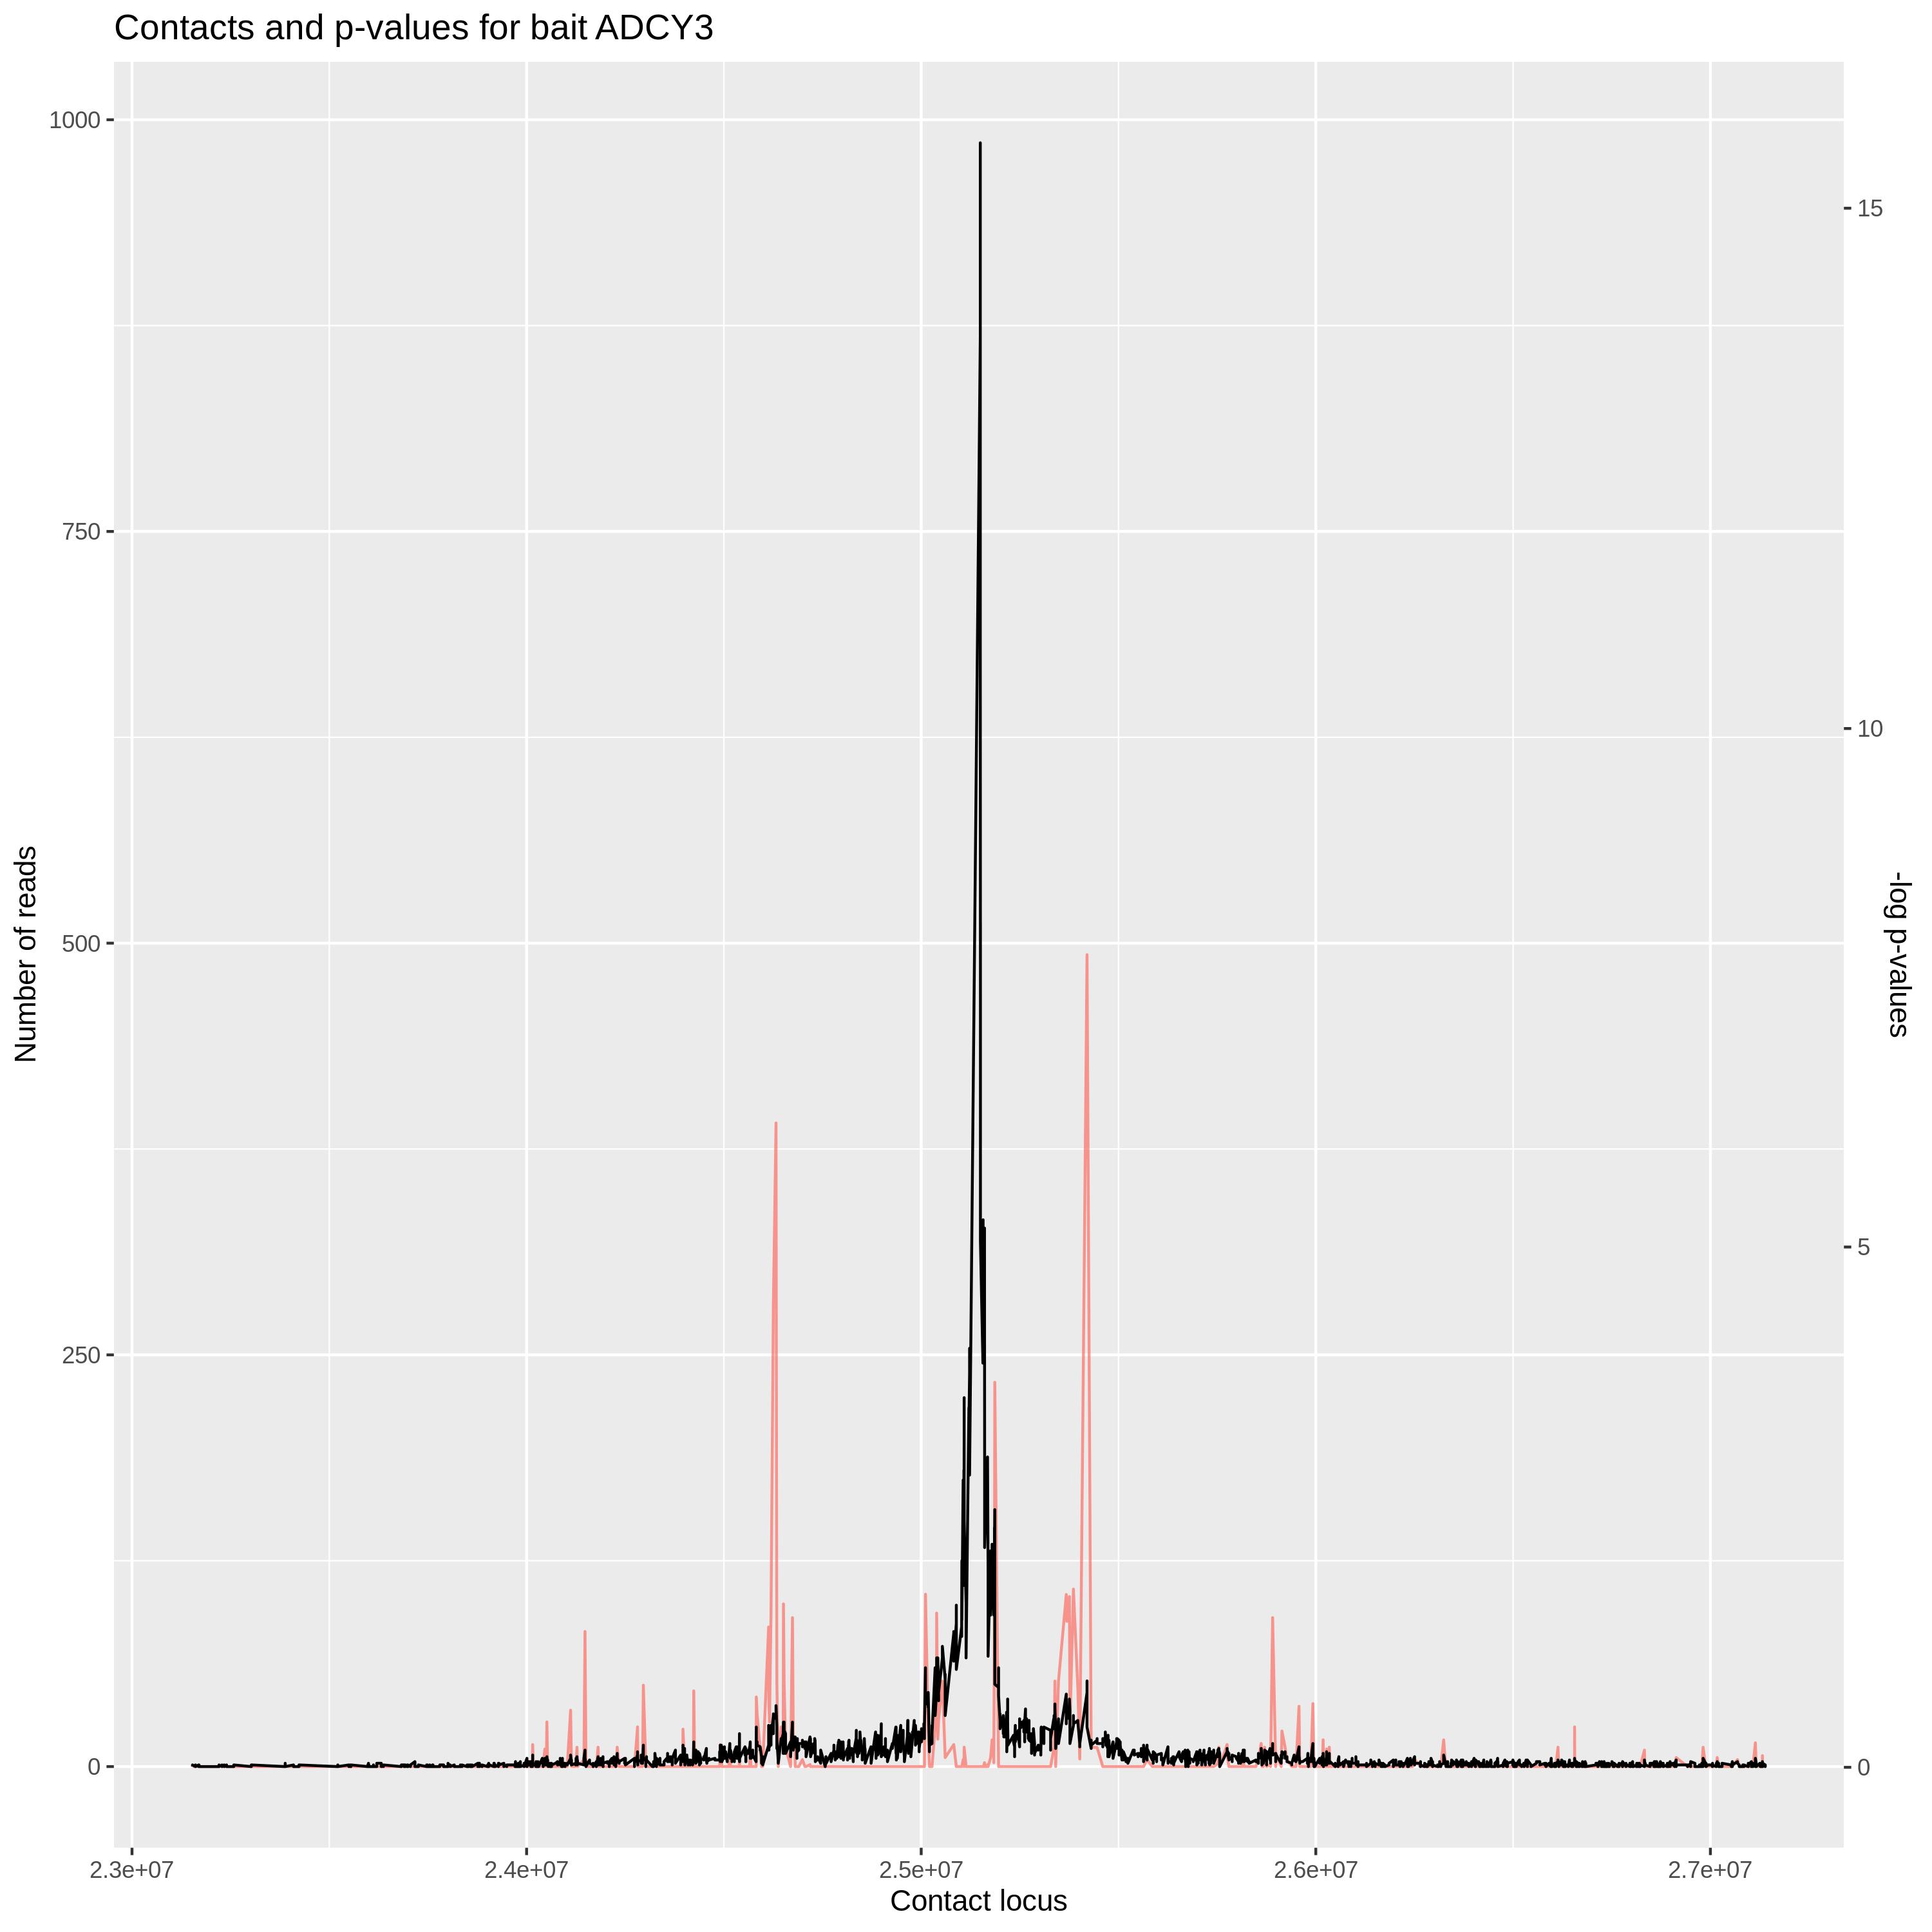 Contacts and p-values for bait ADCY3
1000
750
500
250
0
Number of reads
15
10
5
0
-log p-values
2.3e+07
2.4e+07
2.5e+07
2.6e+07
2.7e+07
Contact locus